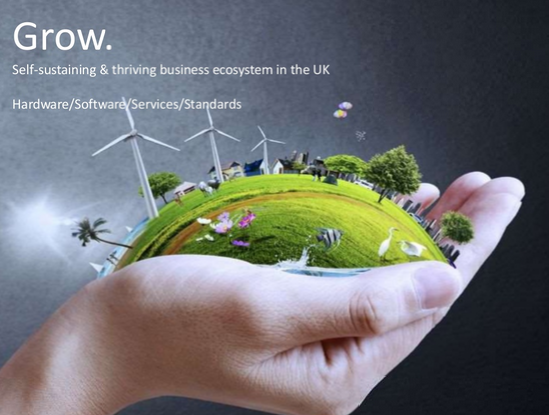 Grow.
Self-sustaining & thriving business ecosystem in the UK
Hardware/Software/Services/Standards